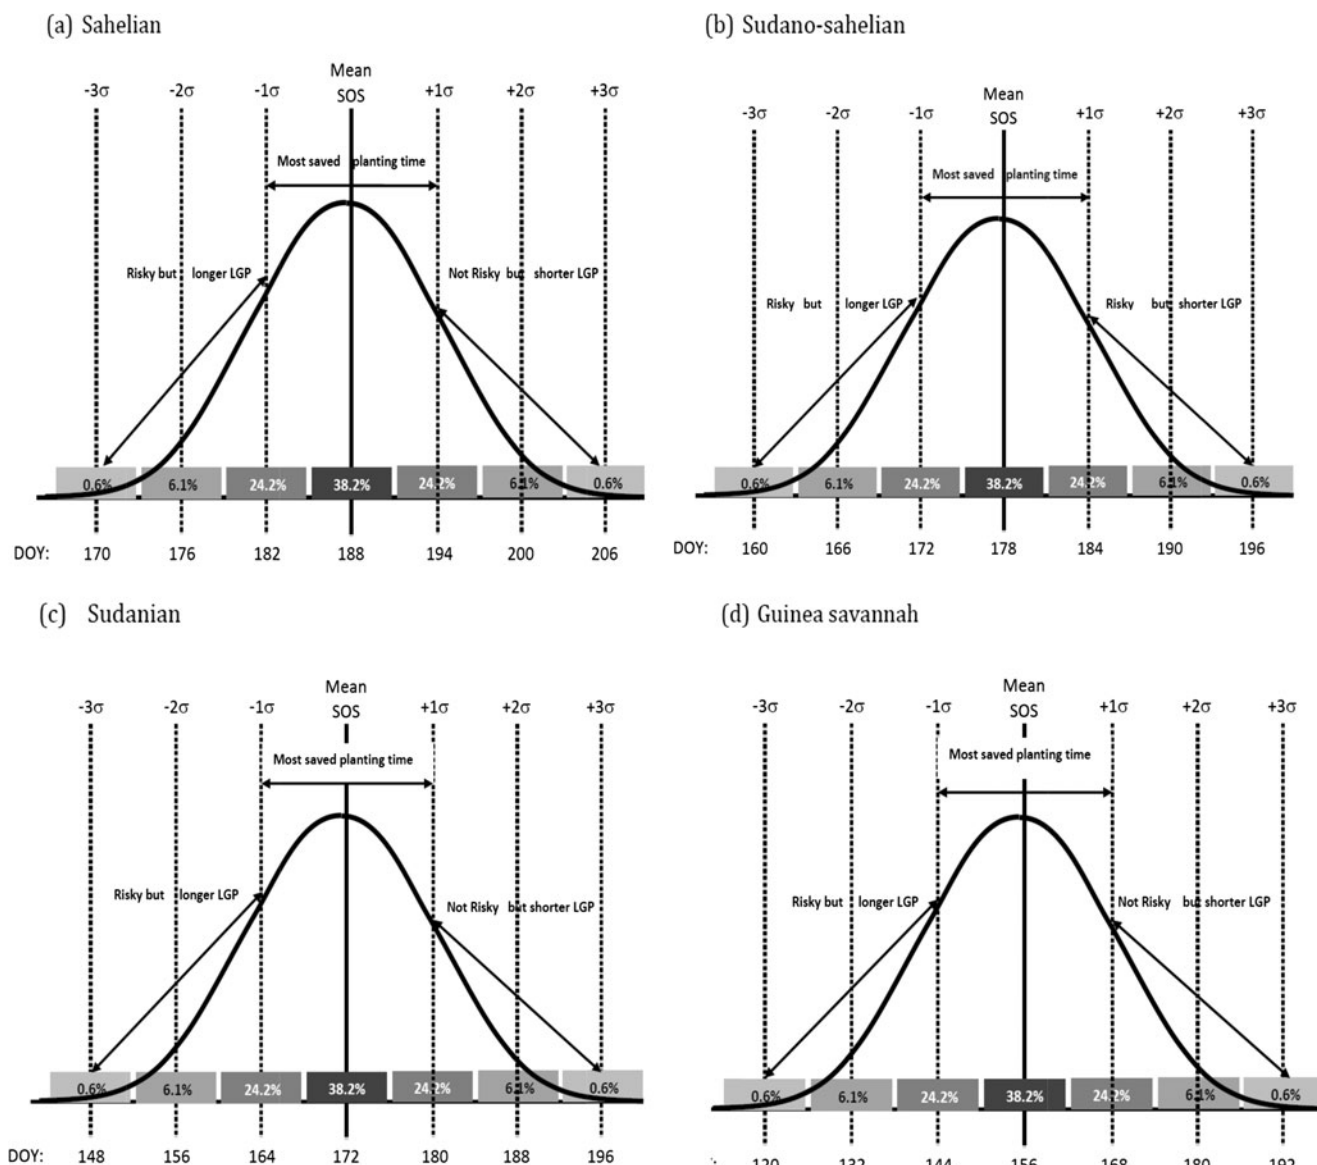 (a) Sahelian
Mean
-3σ -2σ -1σ SOS +1σ +2σ +3σ
Most saved planting time
Risky but longer LGP Not Risky but shorter LGP
0.6% 6.1% 24.2% 38.2% 24.2% 6.1% 0.6%
DOY: 170 176 182 188 194 200 206
(b) Sudano-sahelian
Mean
-3σ -2σ -1σ SOS +1σ +2σ +3σ
Most saved planting time
Risky but longer LGP Risky but shorter LGP
0.6% 6.1% 24.2% 38.2% 24.2% 6.1% 0.6%
DOY: 160 166 172 178 184 190 196
(c) Sudanian
Mean
-3σ -2σ -1σ SOS +1σ +2σ +3σ
Most saved planting time
Risky but longer LGP Not Risky but shorter LGP
0.6% 6.1% 24.2% 38.2% 24.2% 6.1% 0.6%
DOY: 148 156 164 172 180 188 196
(d) Guinea savannah
Mean
-3σ -2σ -1σ SOS +1σ +2σ +3σ
Most saved planting time
Risky but longer LGP Not Risky but shorter LGP
0.6% 6.1% 24.2% 38.2% 24.2% 6.1% 0.6%
120 132 144 156 168 180 192